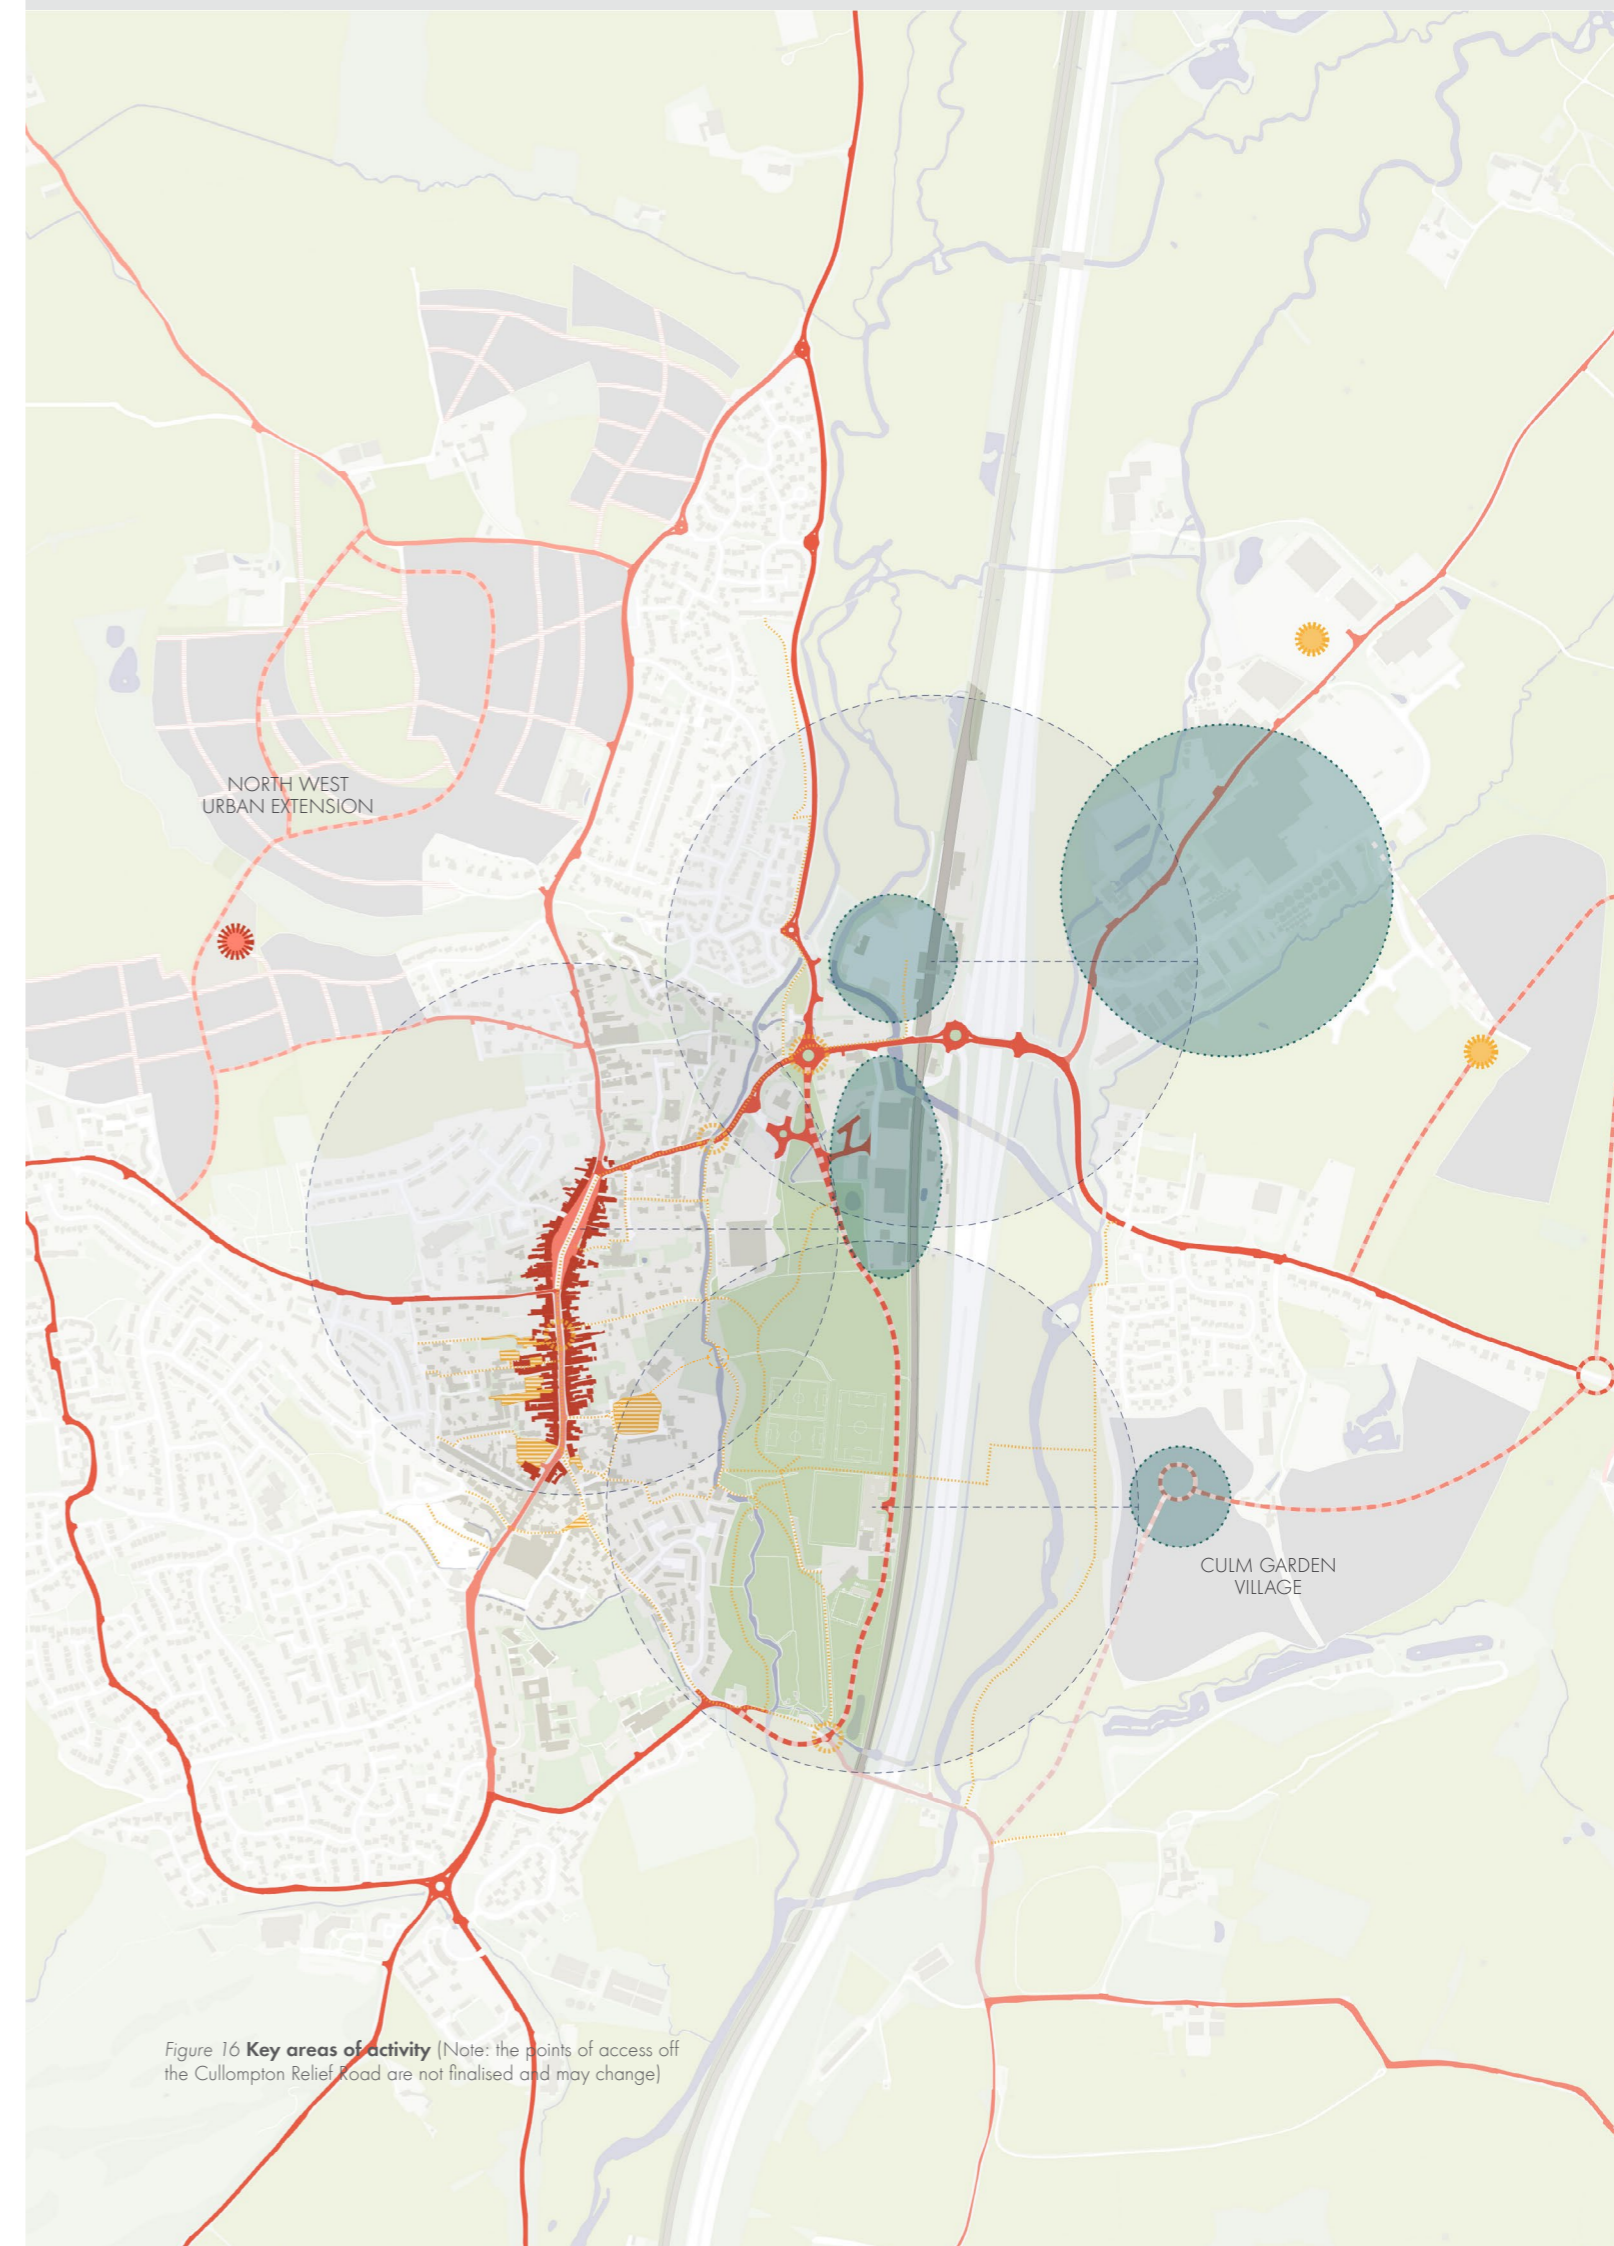 NORTH WEST
URBAN EXTENSION
CULM GARDEN
VILLAGE
Figure 16 Key areas of activity (Note: the points of access off
the Cullompton Relief Road are not finalised and may change)